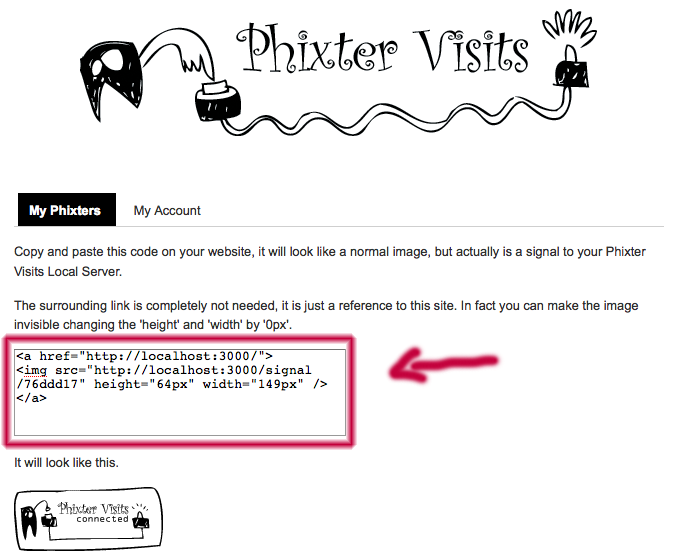 Phixter Visits
My Phixters My Account
Copy and paste this code on your website, it will look like a normal image, but actually is a signal to your Phixter
Visits Local Server.
The surrounding link is completely not needed, it is just a reference to this site. In fact you can make the image
invisible changing the 'height' and 'width' by '0px'.
<a href="http://localhost:3000/">
<img src="http://localhost:3000/signal
/76ddd17" height="64px" width="149px" />
</a>
It will look like this.
Phixter Visits
connected